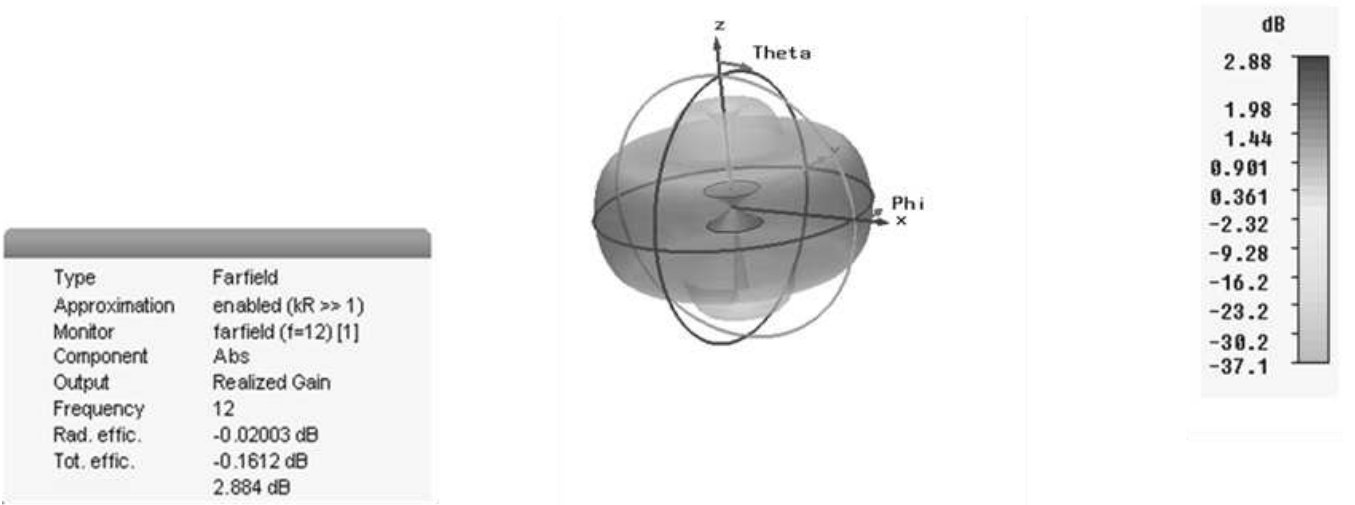 Type Farfield
Approximation enabled (kR >> 1)
Monitor farfield (f=12) [1]
Component Abs
Output Realized Gain
Frequency 12
Rad. effic. -0.02003 dB
Tot. effic. -0.1612 dB
2.884 dB
z
Theta
y
Phi
x
dB
2.88
1.98
1.44
0.901
0.361
-2.32
-9.28
-16.2
-23.2
-30.2
-37.1